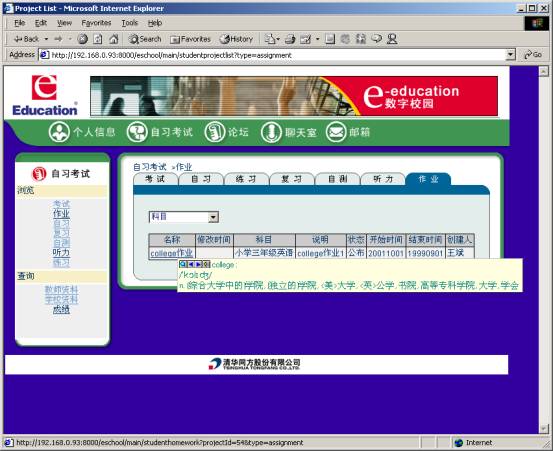 Project List - Microsoft Internet Explorer
File Edit View Favorites Tools Help
Back Search Favorites History
Address http://192.168.0.93:8000/eschool/main/studentprojectlist?type=assignment Go
Education
e-education
数字校园
个人信息 自习考试 论坛 聊天室 邮箱
自习考试
浏览
考试
作业
自习
复习
自测
听力
练习
查询
教师资料
学校资料
成绩
自习考试 >作业
考试 自习 练习 复习 自测 听力 作业
科目
名称 修改时间 科目 说明 状态 开始时间 结束时间 创建人
college作业 小学三年级英语 college作业1 公布 20011001 19990901 王斌
college:
n.(综合大学中的)学院,(独立的)学院,<美>大学,<英>公学,书院,高等专科学院,大学,学会
清华同方股份有限公司
TSINGHUA TONGFANG CO.,LTD.
http://192.168.0.93:8000/eschool/main/studenthomework?projectId=548&type=assignment Internet